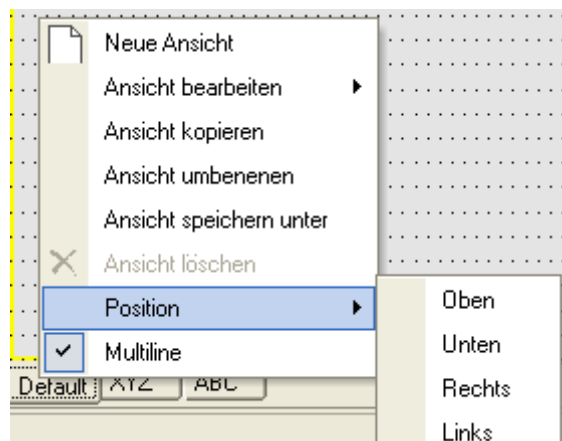 Neue Ansicht
Ansicht bearbeiten
Ansicht kopieren
Ansicht umbenenen
Ansicht speichern unter
Ansicht löschen
Position
Multiline
Oben
Unten
Rechts
Links
Default XYZ ABC